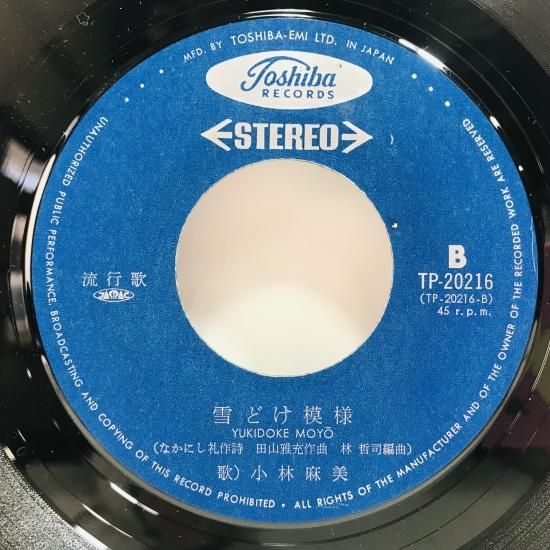 • MFD. BY TOSHIBA-EMI LTD. IN JAPAN •
Toshiba
RECORDS
STEREO
流行歌
JASRAC
B
TP-20216
(TP-20216-B)
45 r.p.m.
雪どけ模様
YUKIDOKE MOYŌ
(なかにし礼作詩 田山雅充作曲 林 哲司編曲)
歌) 小林麻美
UNAUTHORIZED PUBLIC PERFORMANCE, BROADCASTING AND COPYING OF THIS RECORD PROHIBITED • ALL RIGHTS OF THE MANUFACTURER AND OF THE OWNER OF THE RECORDED WORK ARE RESERVED